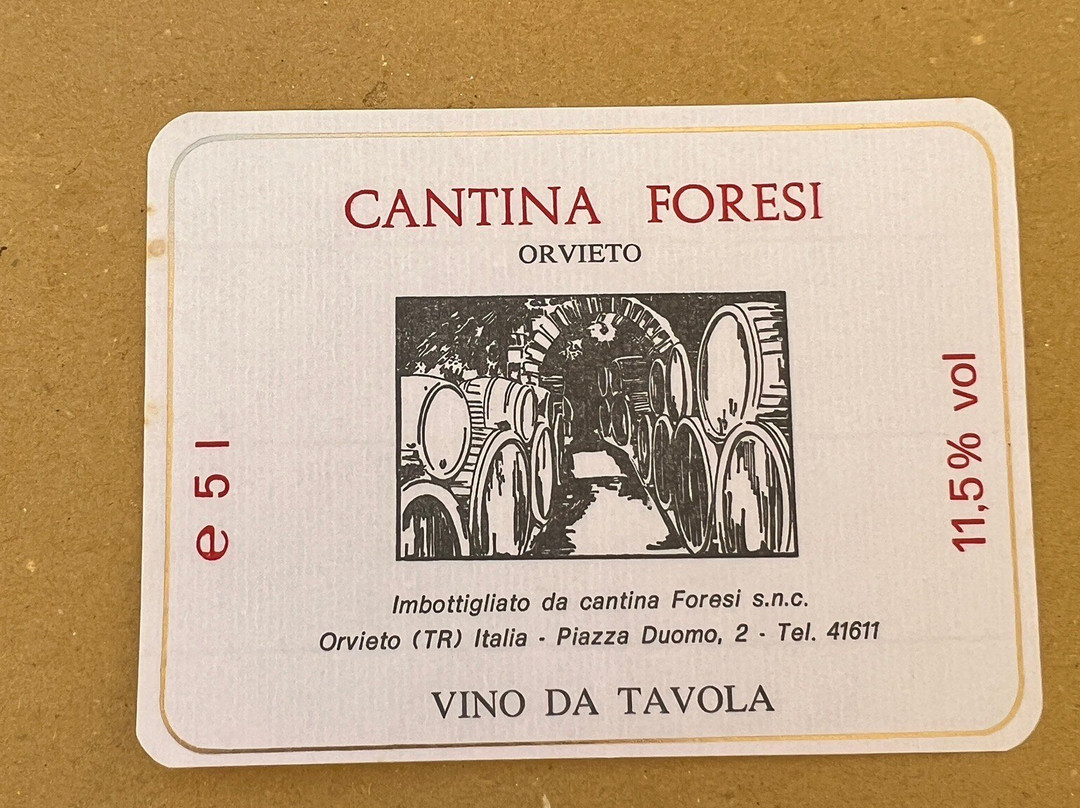 CANTINA FORESI
ORVIETO
e 5 l
11,5% vol
Imbottigliato da cantina Foresi s.n.c.
Orvieto (TR) Italia - Piazza Duomo, 2 - Tel. 41611
VINO DA TAVOLA